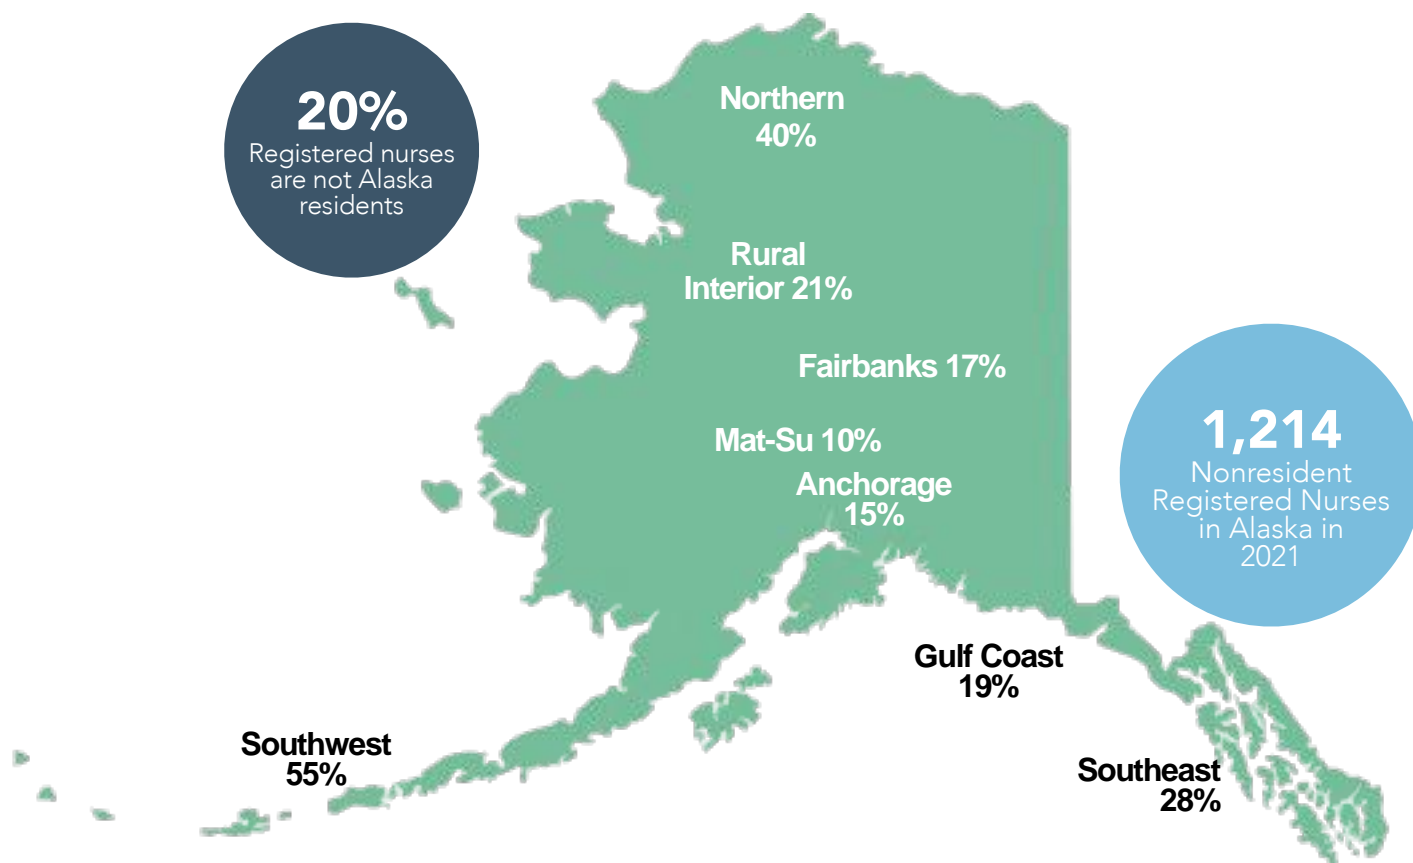 20%
Registered nurses
are not Alaska
residents
Northern
40%
Rural
Interior 21%
Fairbanks 17%
Mat-Su 10%
Anchorage
15%
1,214
Nonresident
Registered Nurses
in Alaska in
2021
Gulf Coast
19%
Southwest
55%
Southeast
28%